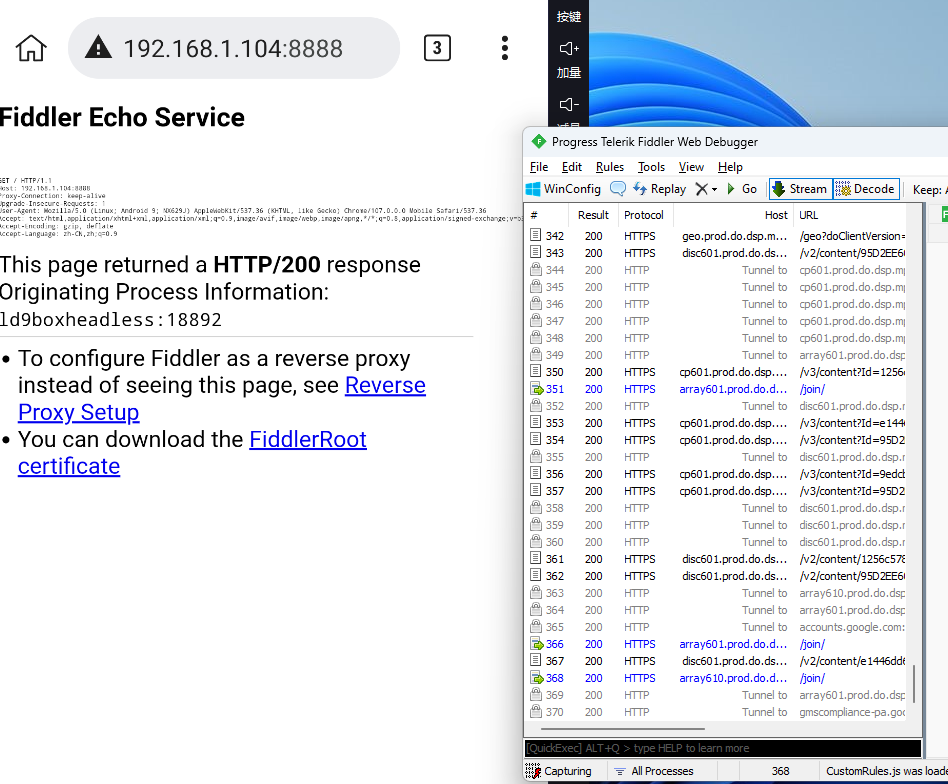 192.168.1.104:8888
3
Fiddler Echo Service
GET / HTTP/1.1
Host: 192.168.1.104:8888
Proxy-Connection: keep-alive
Upgrade-Insecure-Requests: 1
User-Agent: Mozilla/5.0 (Linux; Android 9; NX629J) AppleWebKit/537.36 (KHTML, like Gecko) Chrome/107.0.0.0 Mobile Safari/537.36
Accept: text/html,application/xhtml+xml,application/xml;q=0.9,image/avif,image/webp,image/apng,*/*;q=0.8,application/signed-exchange;v=b3
Accept-Encoding: gzip, deflate
Accept-Language: zh-CN,zh;q=0.9
This page returned a HTTP/200 response
Originating Process Information:
ld9boxheadless:18892
• To configure Fiddler as a reverse proxy
instead of seeing this page, see Reverse
Proxy Setup
• You can download the FiddlerRoot
certificate
按键
加量
Progress Telerik Fiddler Web Debugger
File Edit Rules Tools View Help
WinConfig Replay Go Stream Decode Keep: A
# Result Protocol Host URL
342 200 HTTPS geo.prod.do.dsp.m... /geo?doClientVersion=
343 200 HTTPS disc601.prod.do.ds... /v2/content/95D2EE6
344 200 HTTP Tunnel to cp601.prod.do.dsp.mp
345 200 HTTP Tunnel to cp601.prod.do.dsp.mp
346 200 HTTP Tunnel to cp601.prod.do.dsp.mp
347 200 HTTP Tunnel to cp601.prod.do.dsp.mp
348 200 HTTP Tunnel to cp601.prod.do.dsp.mp
349 200 HTTP Tunnel to array601.prod.do.dsp
350 200 HTTPS cp601.prod.do.dsp.... /v3/content?Id=1256
351 200 HTTPS array601.prod.do.d... /join/
352 200 HTTP Tunnel to disc601.prod.do.dsp.
353 200 HTTPS cp601.prod.do.dsp.... /v3/content?Id=e144
354 200 HTTPS cp601.prod.do.dsp.... /v3/content?Id=95D2
355 200 HTTP Tunnel to disc601.prod.do.dsp.
356 200 HTTPS cp601.prod.do.dsp.... /v3/content?Id=9edc
357 200 HTTPS cp601.prod.do.dsp.... /v3/content?Id=95D2
358 200 HTTP Tunnel to disc601.prod.do.dsp.
359 200 HTTP Tunnel to disc601.prod.do.dsp.
360 200 HTTP Tunnel to disc601.prod.do.dsp.
361 200 HTTPS disc601.prod.do.ds... /v2/content/1256c578
362 200 HTTPS disc601.prod.do.ds... /v2/content/95D2EE6
363 200 HTTP Tunnel to array610.prod.do.dsp
364 200 HTTP Tunnel to array601.prod.do.dsp
365 200 HTTP Tunnel to accounts.google.com:
366 200 HTTPS array601.prod.do.d... /join/
367 200 HTTPS disc601.prod.do.ds... /v2/content/e1446dd
368 200 HTTPS array610.prod.do.d... /join/
369 200 HTTP Tunnel to array601.prod.do.dsp
370 200 HTTP Tunnel to gmscompliance-pa.goo
[QuickExec] ALT+Q > type HELP to learn more
Capturing All Processes 368 CustomRules.js was loade